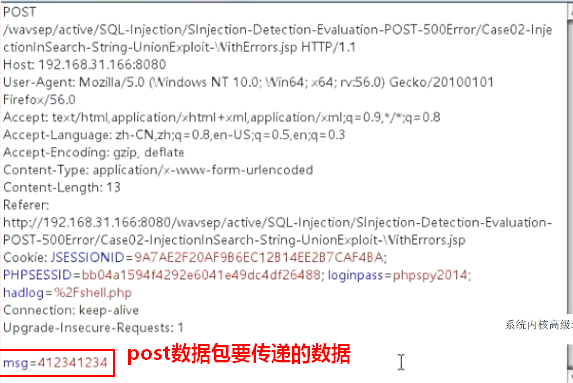 POST
/wavsep/active/SQL-Injection/SInjection-Detection-Evaluation-POST-500Error/Case02-Inje
ctionInSearch-String-UnionExploit-WithErrors.jsp HTTP/1.1
Host: 192.168.31.166:8080
User-Agent: Mozilla/5.0 (Windows NT 10.0; Win64; x64; rv:56.0) Gecko/20100101
Firefox/56.0
Accept: text/html,application/xhtml+xml,application/xml;q=0.9,*/*;q=0.8
Accept-Language: zh-CN,zh;q=0.8,en-US;q=0.5,en;q=0.3
Accept-Encoding: gzip, deflate
Content-Type: application/x-www-form-urlencoded
Content-Length: 13
Referer:
http://192.168.31.166:8080/wavsep/active/SQL-Injection/SInjection-Detection-Evaluation-
POST-500Error/Case02-InjectionInSearch-String-UnionExploit-WithErrors.jsp
Cookie: JSESSIONID=9A7AE2F20AF9B6EC12B14EE2B7CAF4BA;
PHPSESSID=bb04a1594f4292e6041e49dc4df26488; loginpass=phpspy2014;
hadlog=%2Fshell.php
Connection: keep-alive
Upgrade-Insecure-Requests: 1
系统内核高级:
msg=412341234
post数据包要传递的数据